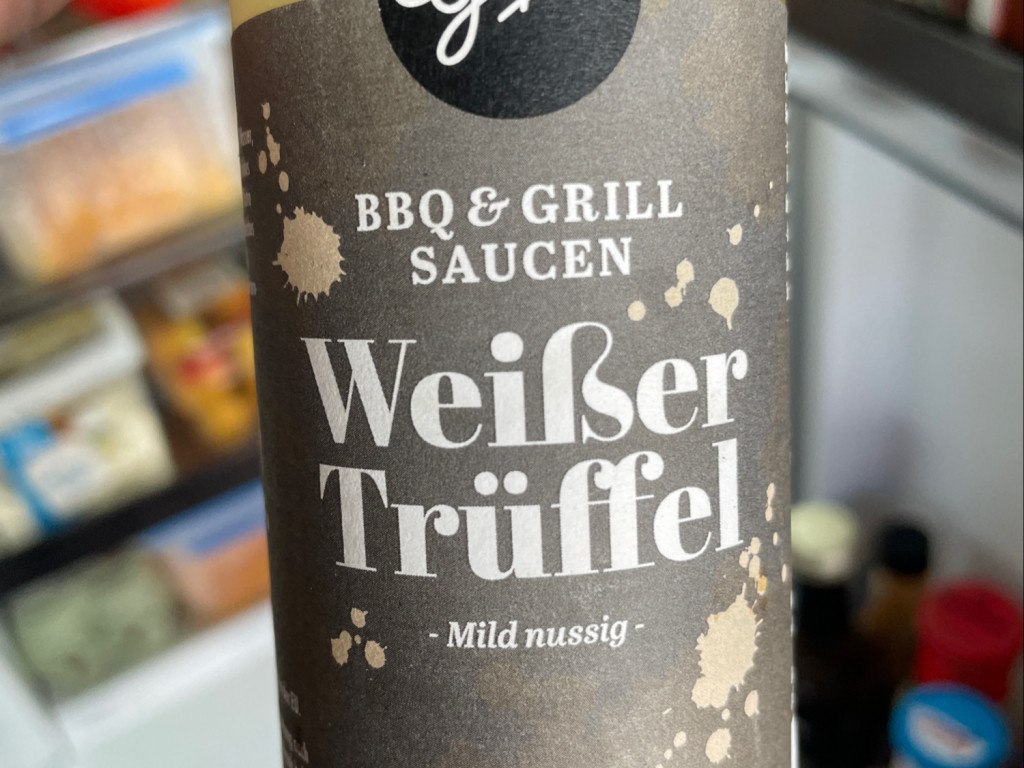 BBQ & GRILL
SAUCEN
Weißer
Trüffel
- Mild nussig -